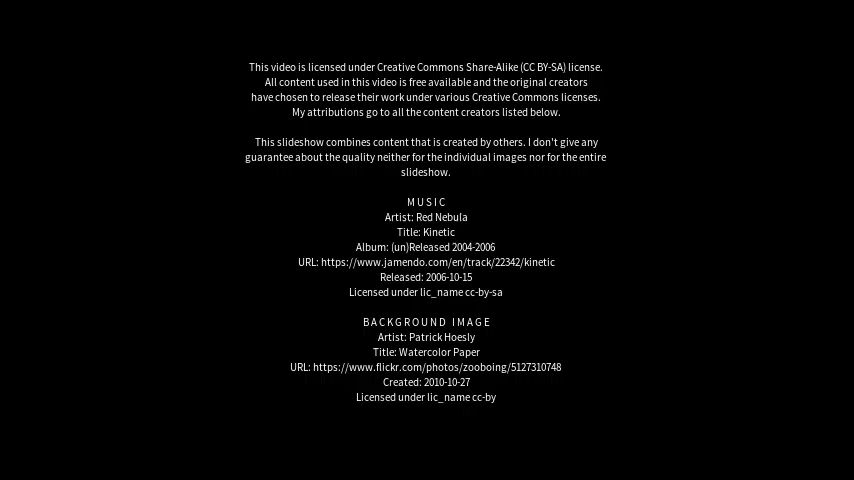 This video is licensed under Creative Commons Share-Alike (CC BY-SA) license.
All content used in this video is free available and the original creators
have chosen to release their work under various Creative Commons licenses.
My attributions go to all the content creators listed below.
This slideshow combines content that is created by others. I don't give any
guarantee about the quality neither for the individual images nor for the entire
slideshow.
MUSIC
Artist: Red Nebula
Title: Kinetic
Album: (un)Released 2004-2006
URL: https://www.jamendo.com/en/track/22342/kinetic
Released: 2006-10-15
Licensed under lic_name cc-by-sa
BACKGROUND IMAGE
Artist: Patrick Hoesly
Title: Watercolor Paper
URL: https://www.flickr.com/photos/zooboing/5127310748
Created: 2010-10-27
Licensed under lic_name cc-by